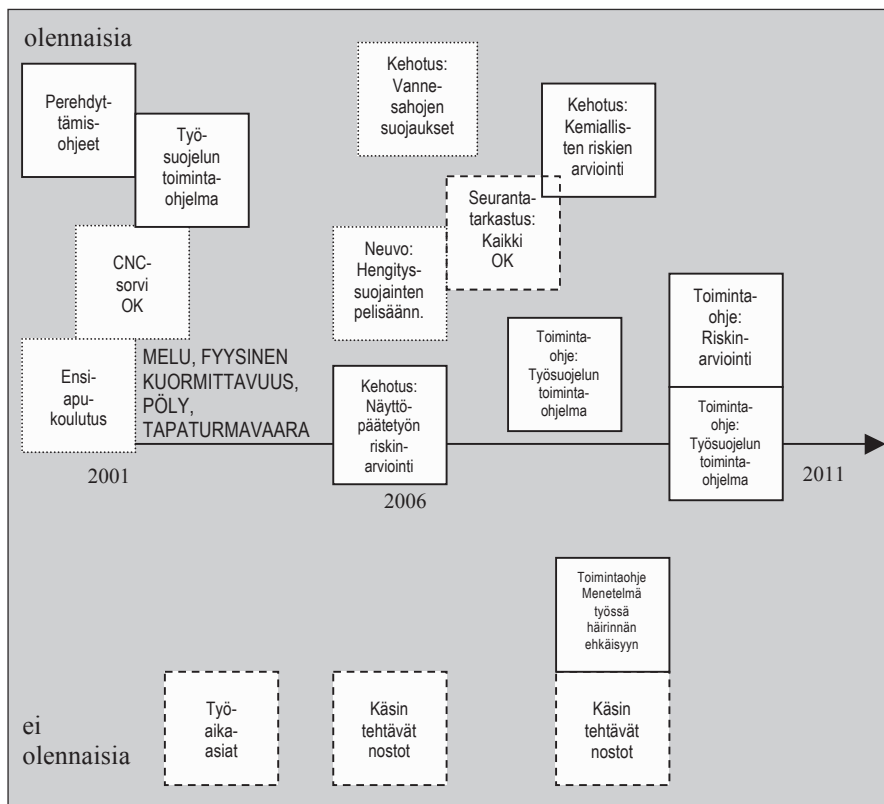 olennaisia
Perehdyt-
tämis-
ohjeet
Työ-
suojelun
toiminta-
ohjelma
CNC-
sorvi
OK
Ensi-
apu-
koulutus
MELU, FYYSINEN
KUORMITTAVUUS,
PÖLY,
TAPATURMAVAARA
Kehotus:
Vanne-
sahojen
suojaukset
Kehotus:
Kemiallis-
ten riskien
arviointi
Seuranta-
tarkastus:
Kaikki
OK
Neuvo:
Hengitys-
suojainten
pelisäänn.
Kehotus:
Näyttö-
päätetyön
riskin-
arviointi
Toiminta-
ohje:
Työsuojelun
toiminta-
ohjelma
Toiminta-
ohje:
Riskin-
arviointi
Toiminta-
ohje:
Työsuojelun
toiminta-
ohjelma
2001
2006
2011
Toimintaohje
Menetelmä
työssä
häirinnän
ehkäisyyn
ei
olennaisia
Työ-
aika-
asiat
Käsin
tehtävät
nostot
Käsin
tehtävät
nostot